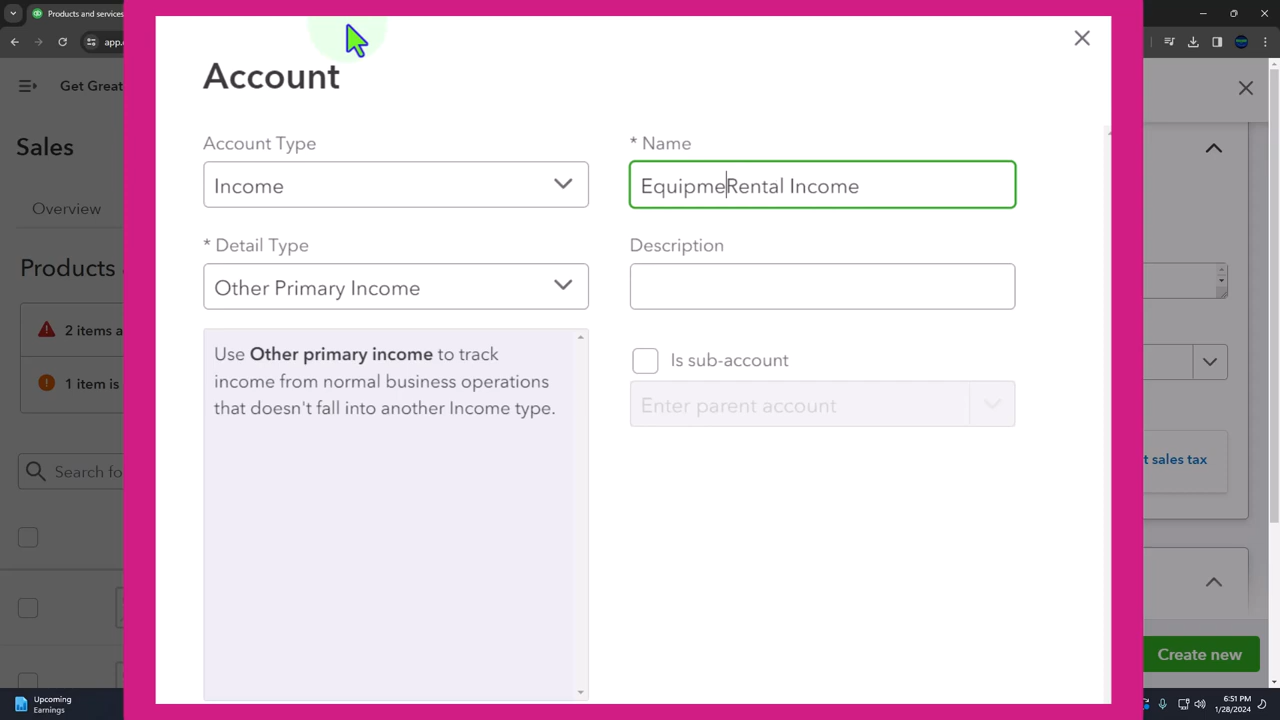 Products and services
app.
Get Great
Sales
Overview
Products
2 items a
1 item is
Search fo
Account
Account Type
Income
* Detail Type
Other Primary Income
Use Other primary income to track
income from normal business operations
that doesn't fall into another Income type.
* Name
EquipmeRental Income
Description
Is sub-account
Enter parent account
t sales tax
Create new
Upcoming
Earnings
6:51 PM
1/28/2024